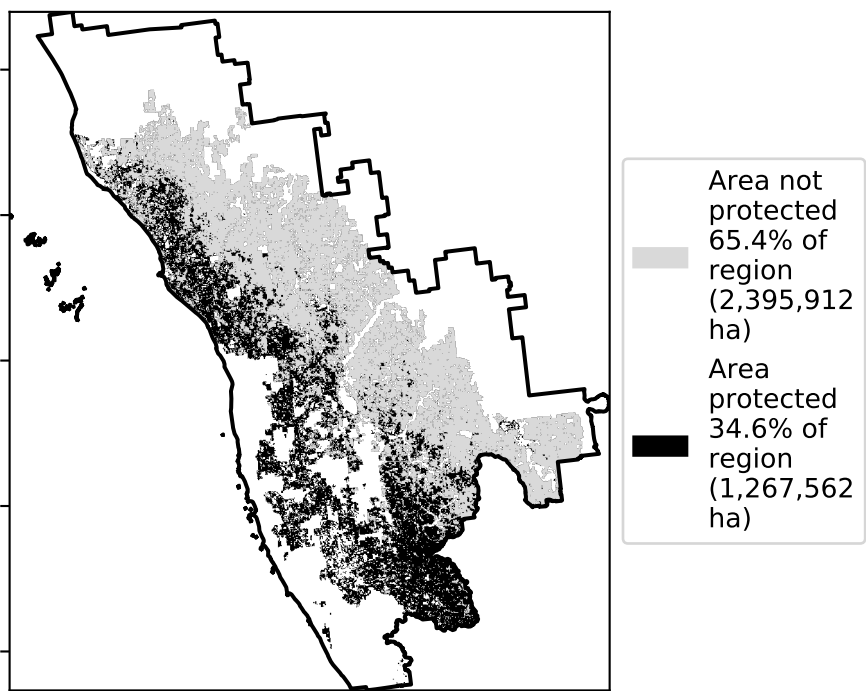 Area not
protected
65.4% of
region
(2,395,912
ha)
Area
protected
34.6% of
region
(1,267,562
ha)